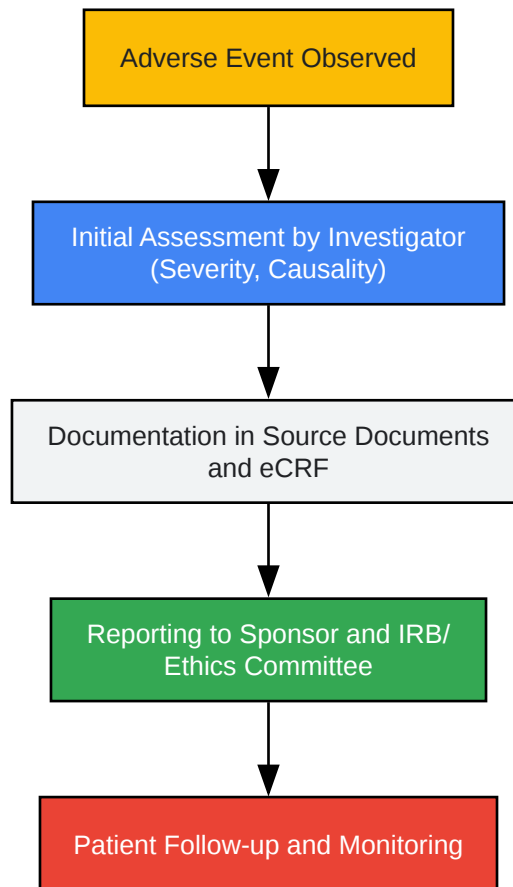 Adverse Event Observed
Initial Assessment by Investigator
(Severity, Causality)
Documentation in Source Documents
and eCRF
Reporting to Sponsor and IRB/
Ethics Committee
Patient Follow-up and Monitoring